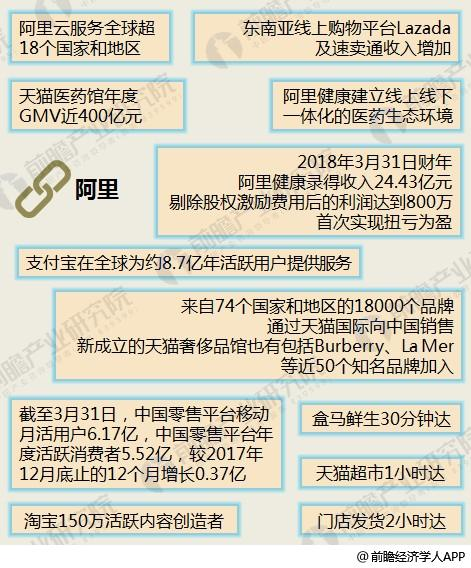 阿里云服务全球超
18个国家和地区
东南亚线上购物平台Lazada
及速卖通收入增加
天猫医药馆年度
GMV近400亿元
阿里健康建立线上线下
一体化的医药生态环境
阿里
2018年3月31日财年
阿里健康录得收入24.43亿元
剔除股权激励费用后的利润达到800万
首次实现扭亏为盈
支付宝在全球为约8.7亿年活跃用户提供服务
来自74个国家和地区的18000个品牌
通过天猫国际向中国销售
新成立的天猫奢侈品馆也有包括Burberry、La Mer
等近50个知名品牌加入
截至3月31日，中国零售平台移动
月活用户6.17亿，中国零售平台年
度活跃消费者5.52亿，较2017年
12月底止的12个月增长0.37亿
盒马鲜生30分钟达
天猫超市1小时达
淘宝150万活跃内容创造者
门店发货2小时达
前瞻产业研究院
@前瞻经济学人APP